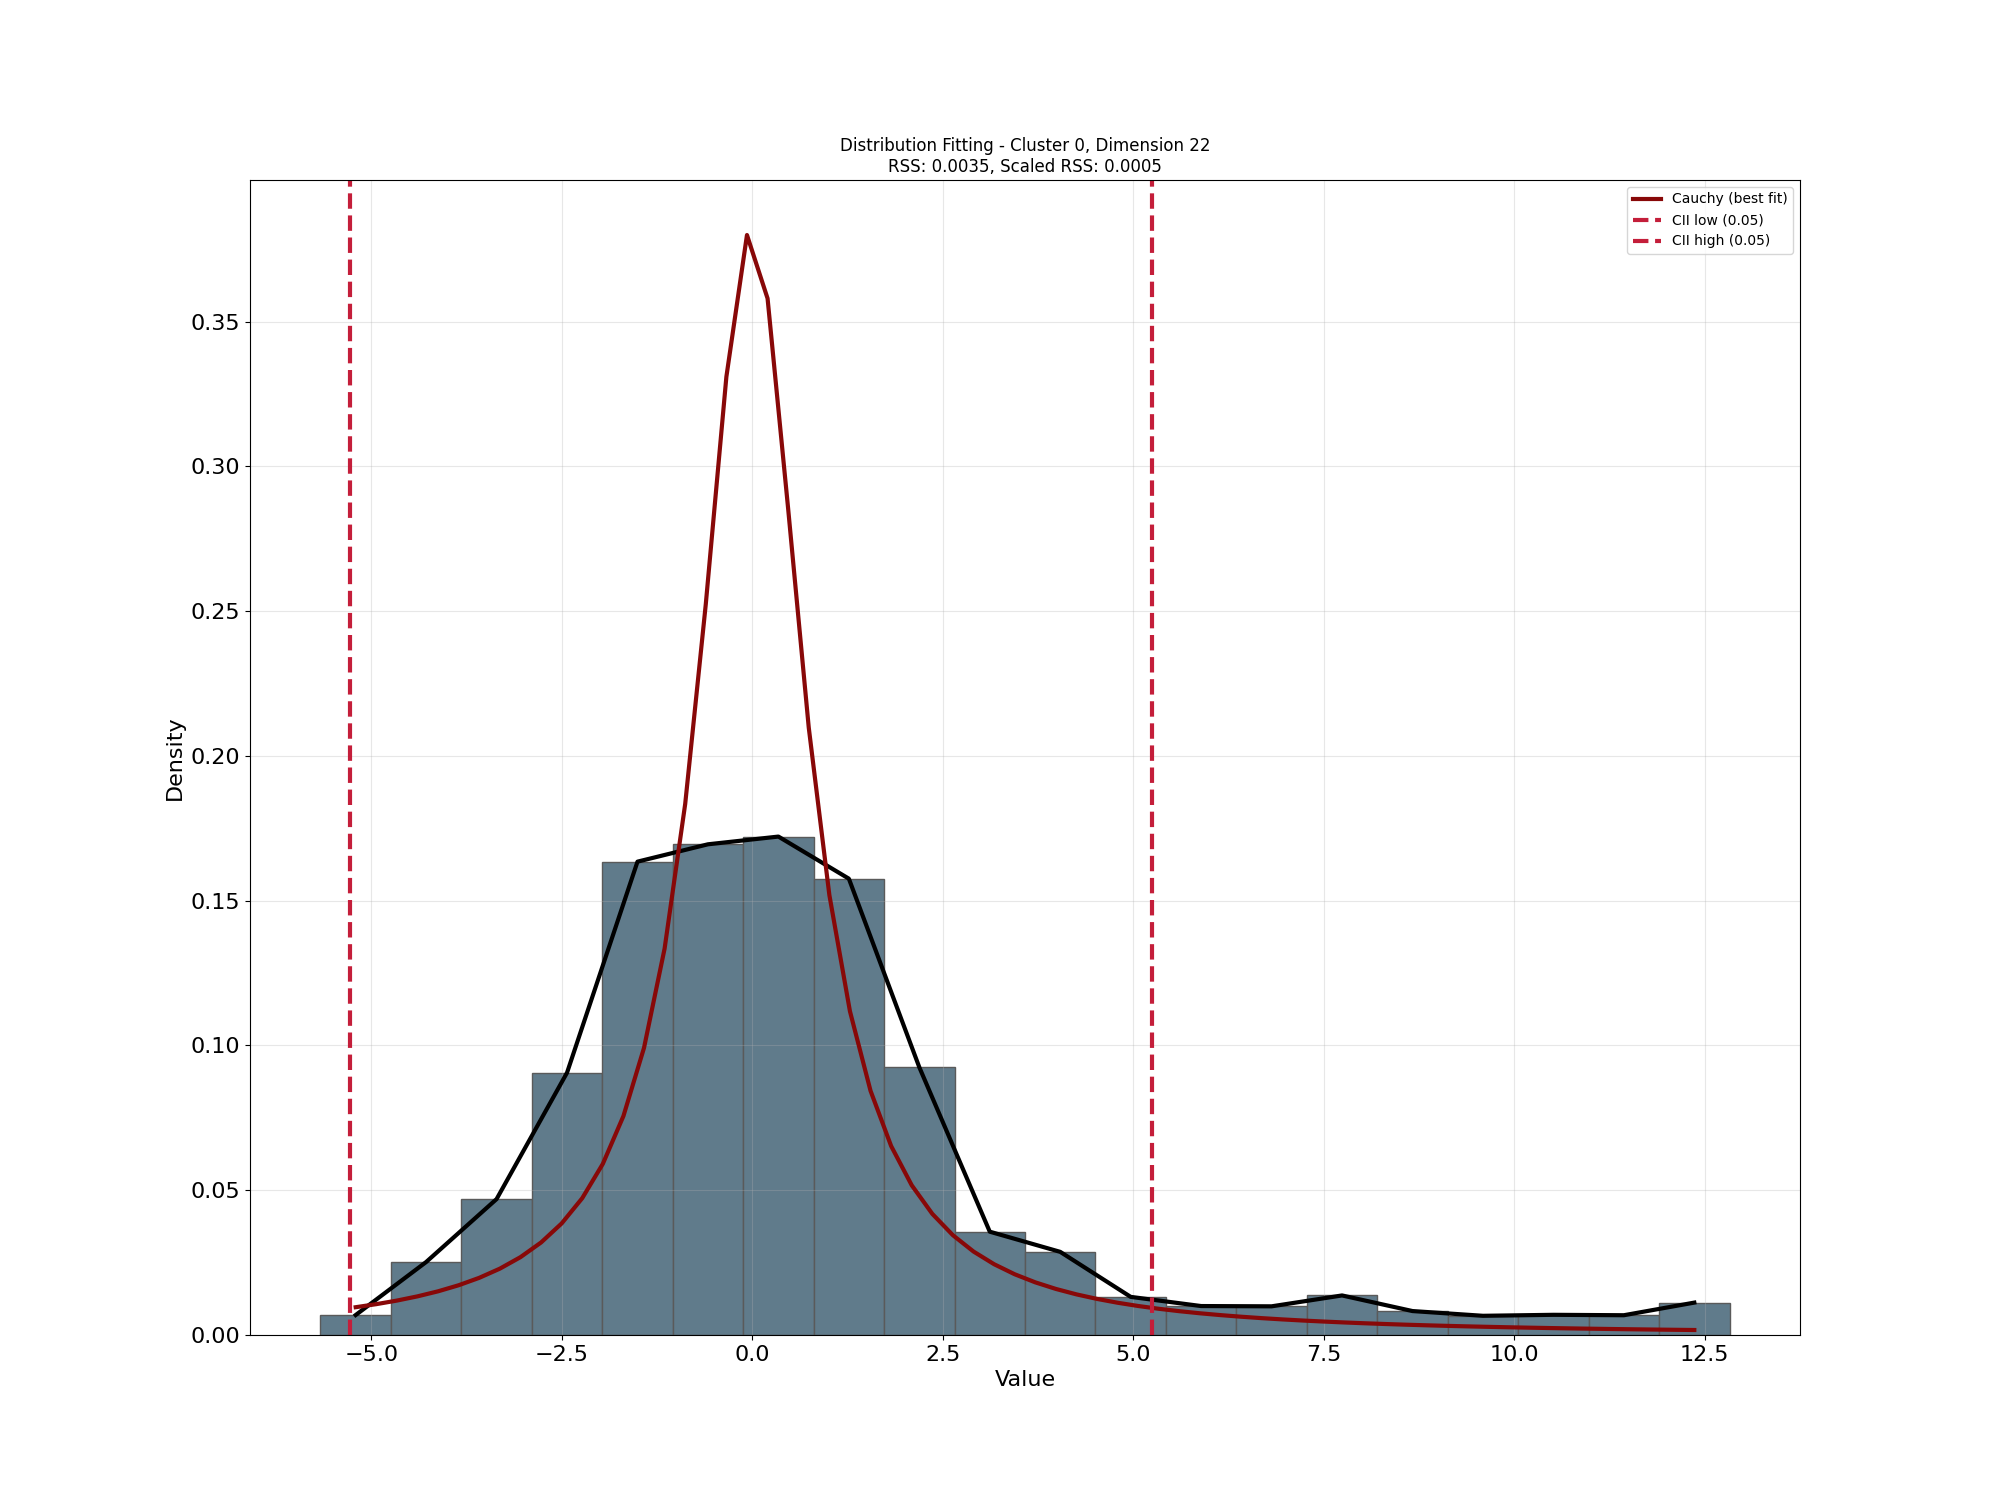 Distribution Fitting - Cluster 0, Dimension 22
RSS: 0.0035, Scaled RSS: 0.0005
Cauchy (best fit)
CII low (0.05)
CII high (0.05)
0.35
0.30
0.25
0.20
0.15
0.10
0.05
0.00
Density
−5.0 −2.5 0.0 2.5 5.0 7.5 10.0 12.5
Value